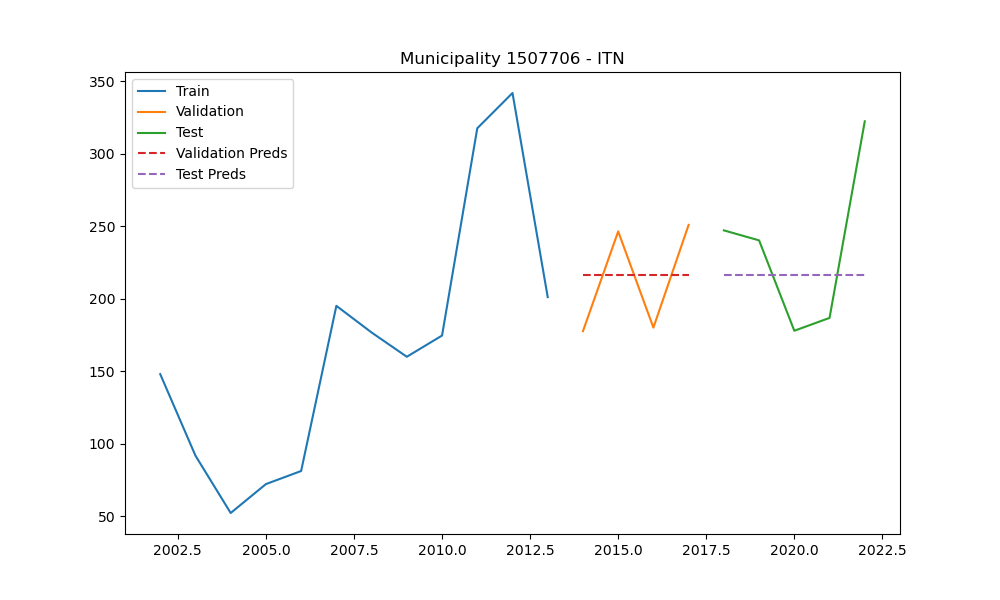 Municipality 1507706 - ITN
Train
Validation
Test
Validation Preds
Test Preds
350
300
250
200
150
100
50
2002.5 2005.0 2007.5 2010.0 2012.5 2015.0 2017.5 2020.0 2022.5